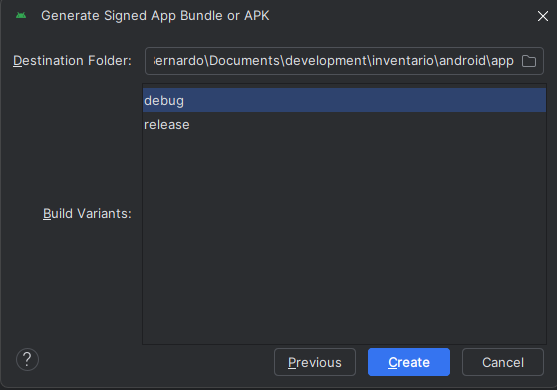 Generate Signed App Bundle or APK
Destination Folder: ernardo\Documents\development\inventario\android\app
debug
release
Build Variants:
? Previous Create Cancel